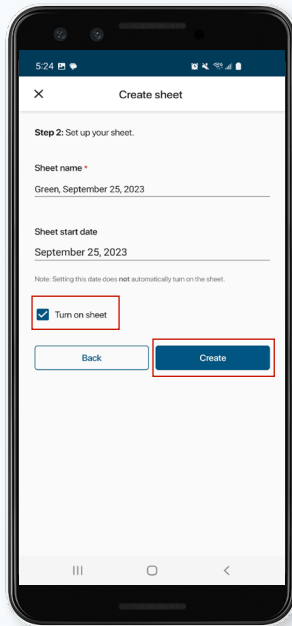 5:24
Create sheet
Step 2: Set up your sheet.
Sheet name *
Green, September 25, 2023
Sheet start date
September 25, 2023
Note: Setting this date does not automatically turn on the sheet.
Turn on sheet
Back Create